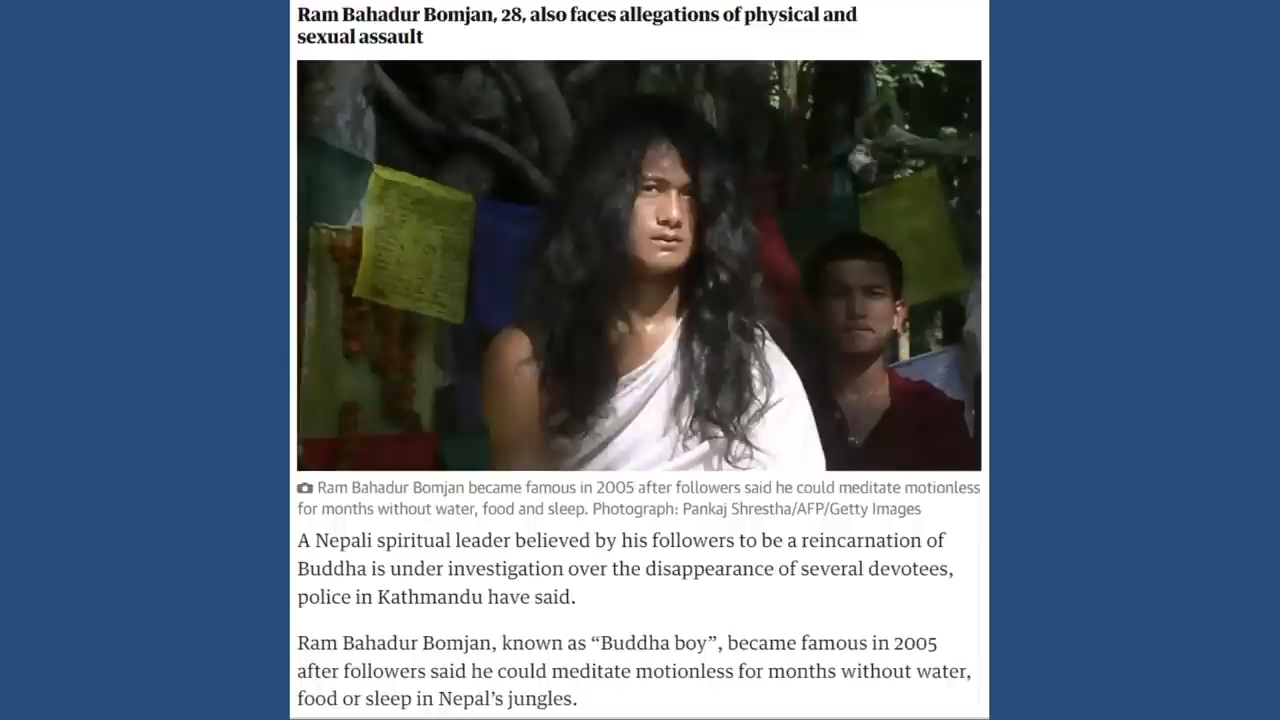 Ram Bahadur Bomjan, 28, also faces allegations of physical and
sexual assault
Ram Bahadur Bomjan became famous in 2005 after followers said he could meditate motionless
for months without water, food and sleep. Photograph: Pankaj Shrestha/AFP/Getty Images
A Nepali spiritual leader believed by his followers to be a reincarnation of
Buddha is under investigation over the disappearance of several devotees,
police in Kathmandu have said.
Ram Bahadur Bomjan, known as “Buddha boy”, became famous in 2005
after followers said he could meditate motionless for months without water,
food or sleep in Nepal’s jungles.